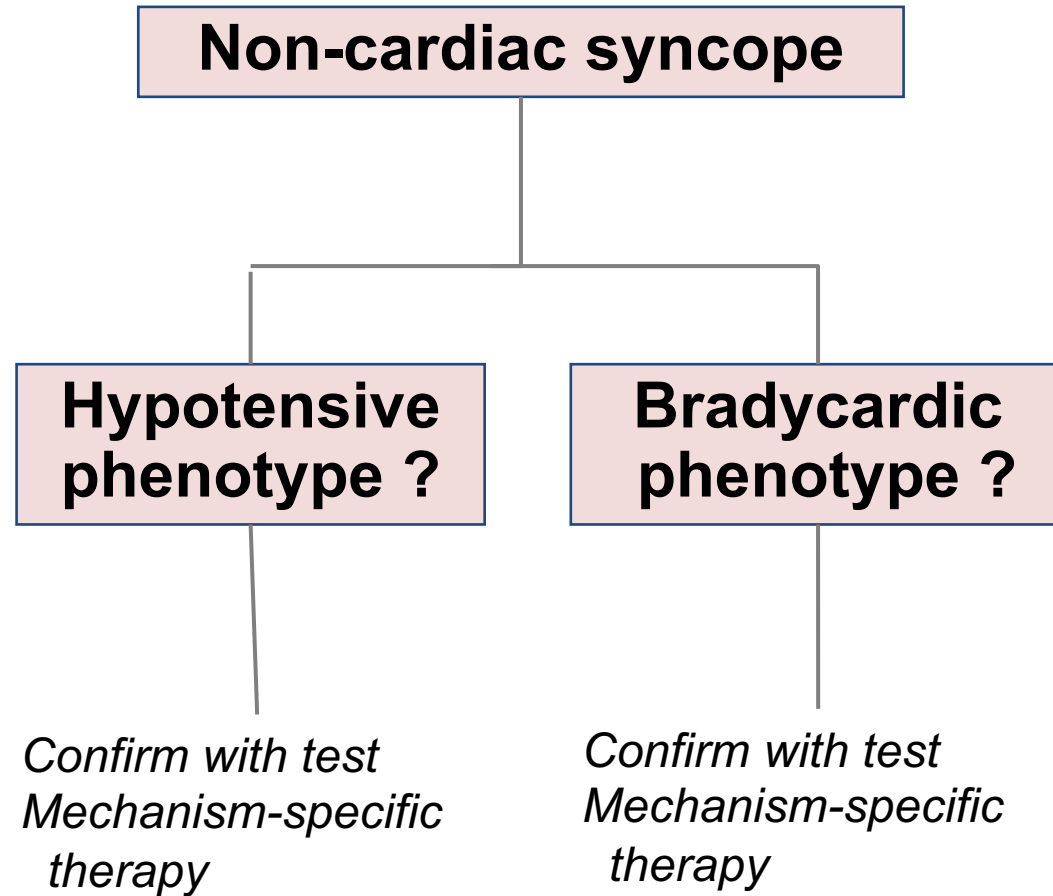 Non-cardiac syncope
Hypotensive
phenotype ?
Bradycardic
phenotype ?
Confirm with test
Mechanism-specific
therapy
Confirm with test
Mechanism-specific
therapy